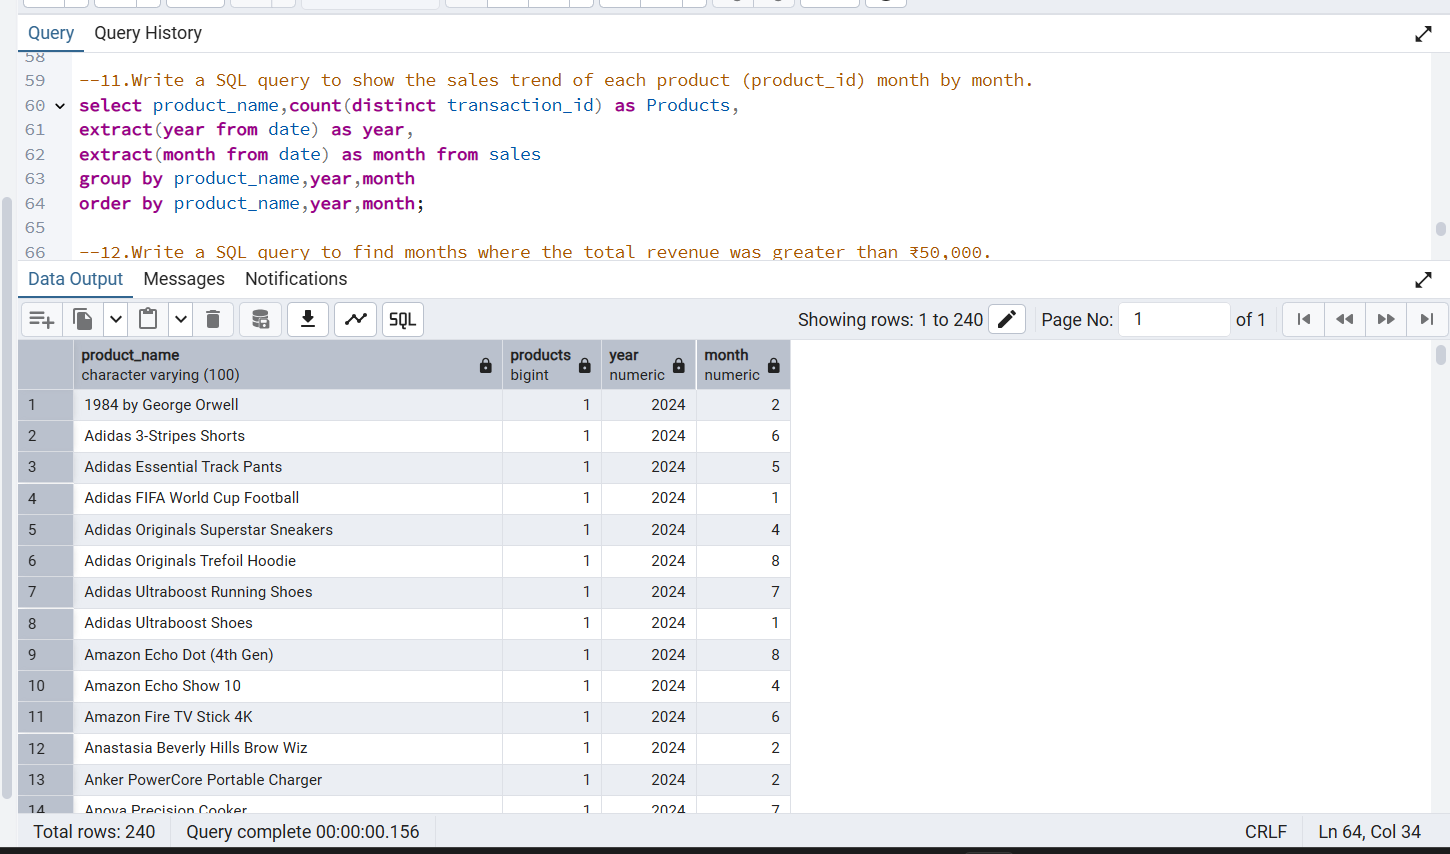 Query Query History
58
59 --11.Write a SQL query to show the sales trend of each product (product_id) month by month.
60 select product_name,count(distinct transaction_id) as Products,
61 extract(year from date) as year,
62 extract(month from date) as month from sales
63 group by product_name,year,month
64 order by product_name,year,month;
65
66 --12.Write a SQL query to find months where the total revenue was greater than ₹50,000.
Data Output Messages Notifications
SQL Showing rows: 1 to 240 Page No: 1 of 1
product_name products year month
character varying (100) bigint numeric numeric
1 1984 by George Orwell 1 2024 2
2 Adidas 3-Stripes Shorts 1 2024 6
3 Adidas Essential Track Pants 1 2024 5
4 Adidas FIFA World Cup Football 1 2024 1
5 Adidas Originals Superstar Sneakers 1 2024 4
6 Adidas Originals Trefoil Hoodie 1 2024 8
7 Adidas Ultraboost Running Shoes 1 2024 7
8 Adidas Ultraboost Shoes 1 2024 1
9 Amazon Echo Dot (4th Gen) 1 2024 8
10 Amazon Echo Show 10 1 2024 4
11 Amazon Fire TV Stick 4K 1 2024 6
12 Anastasia Beverly Hills Brow Wiz 1 2024 2
13 Anker PowerCore Portable Charger 1 2024 2
14 Anova Precision Cooker 1 2024 7
Total rows: 240 Query complete 00:00:00.156 CRLF Ln 64, Col 34